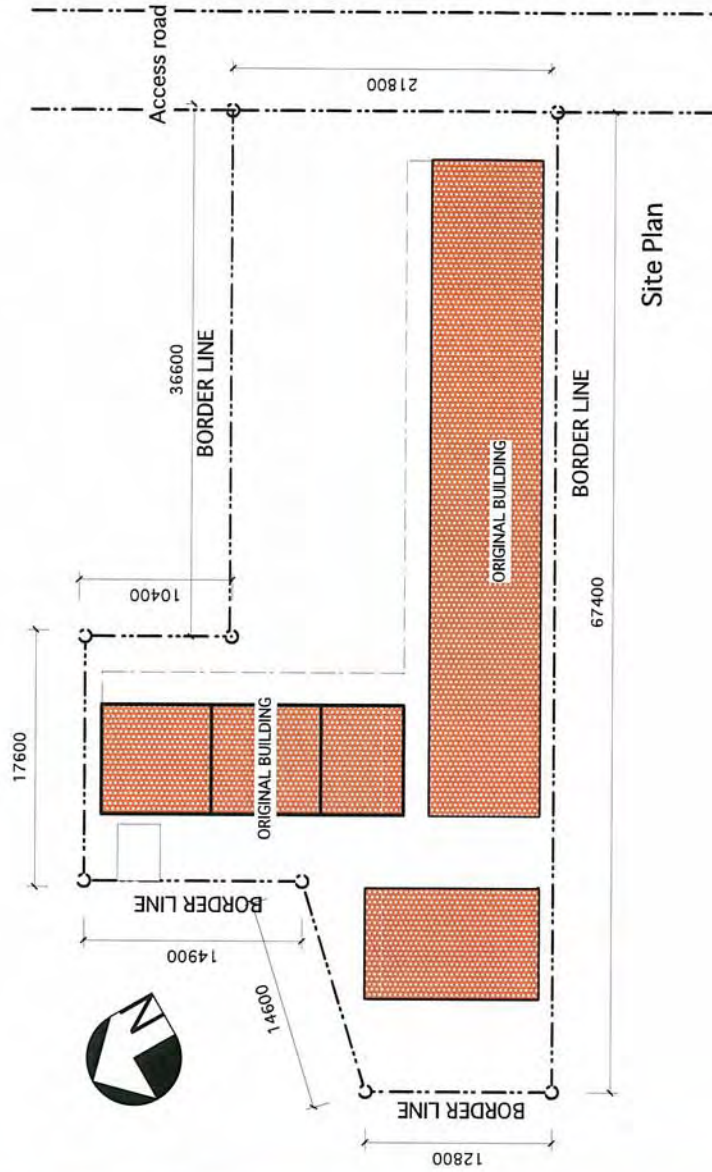 Access road
21800
36600
BORDER LINE
10400
17600
ORIGINAL BUILDING
BORDER LINE
14900
N
14600
ORIGINAL BUILDING
BORDER LINE
67400
Site Plan
BORDER LINE
12800